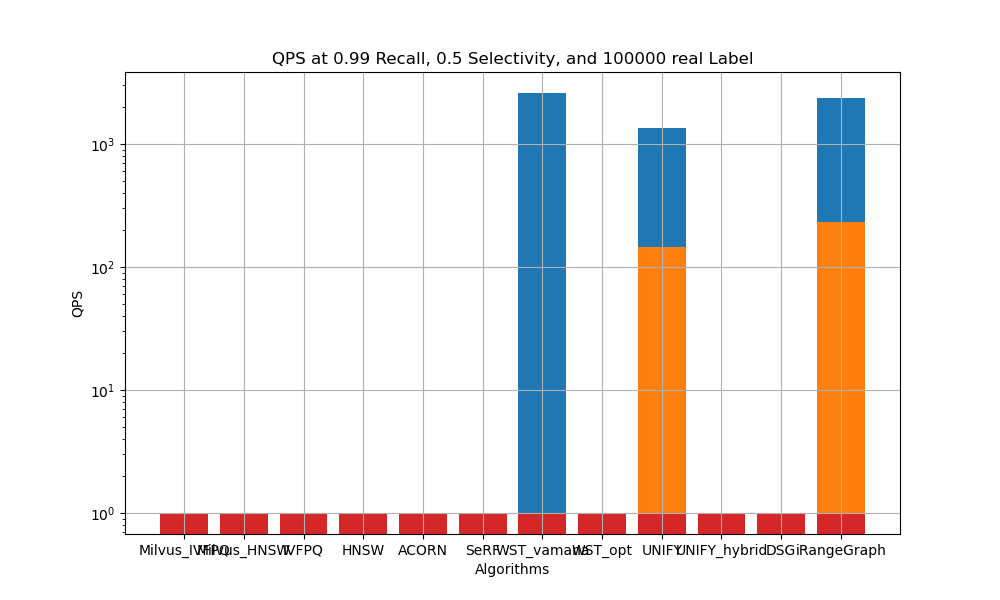 QPS at 0.99 Recall, 0.5 Selectivity, and 100000 real Label
QPS
10³
10²
10¹
10⁰
Milvus_IVFPQ Milvus_HNSW IVFPQ HNSW ACORN SeRF WST_vamana WST_opt UNIFY UNIFY_hybrid DSG iRangeGraph
Algorithms